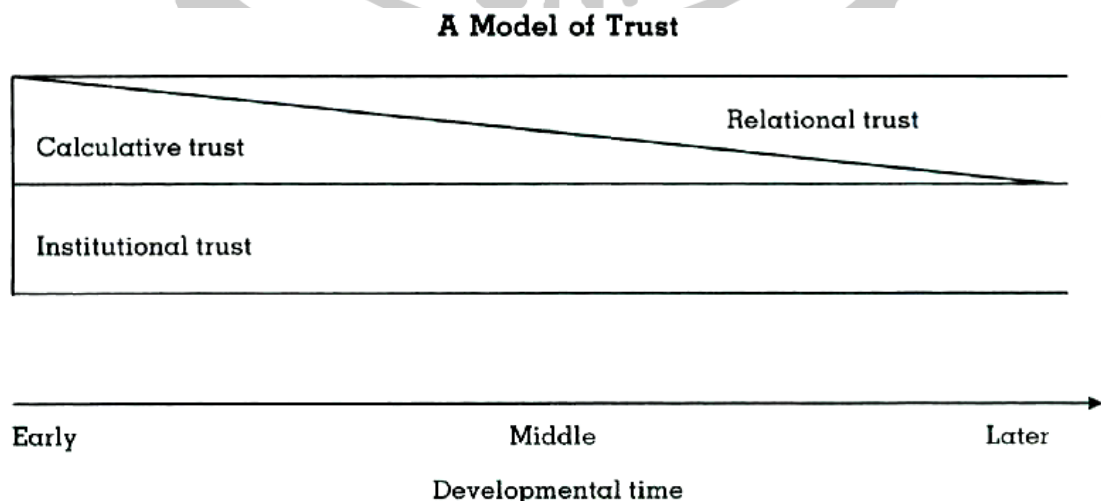 A Model of Trust
Relational trust
Calculative trust
Institutional trust
Early Middle Later
Developmental time